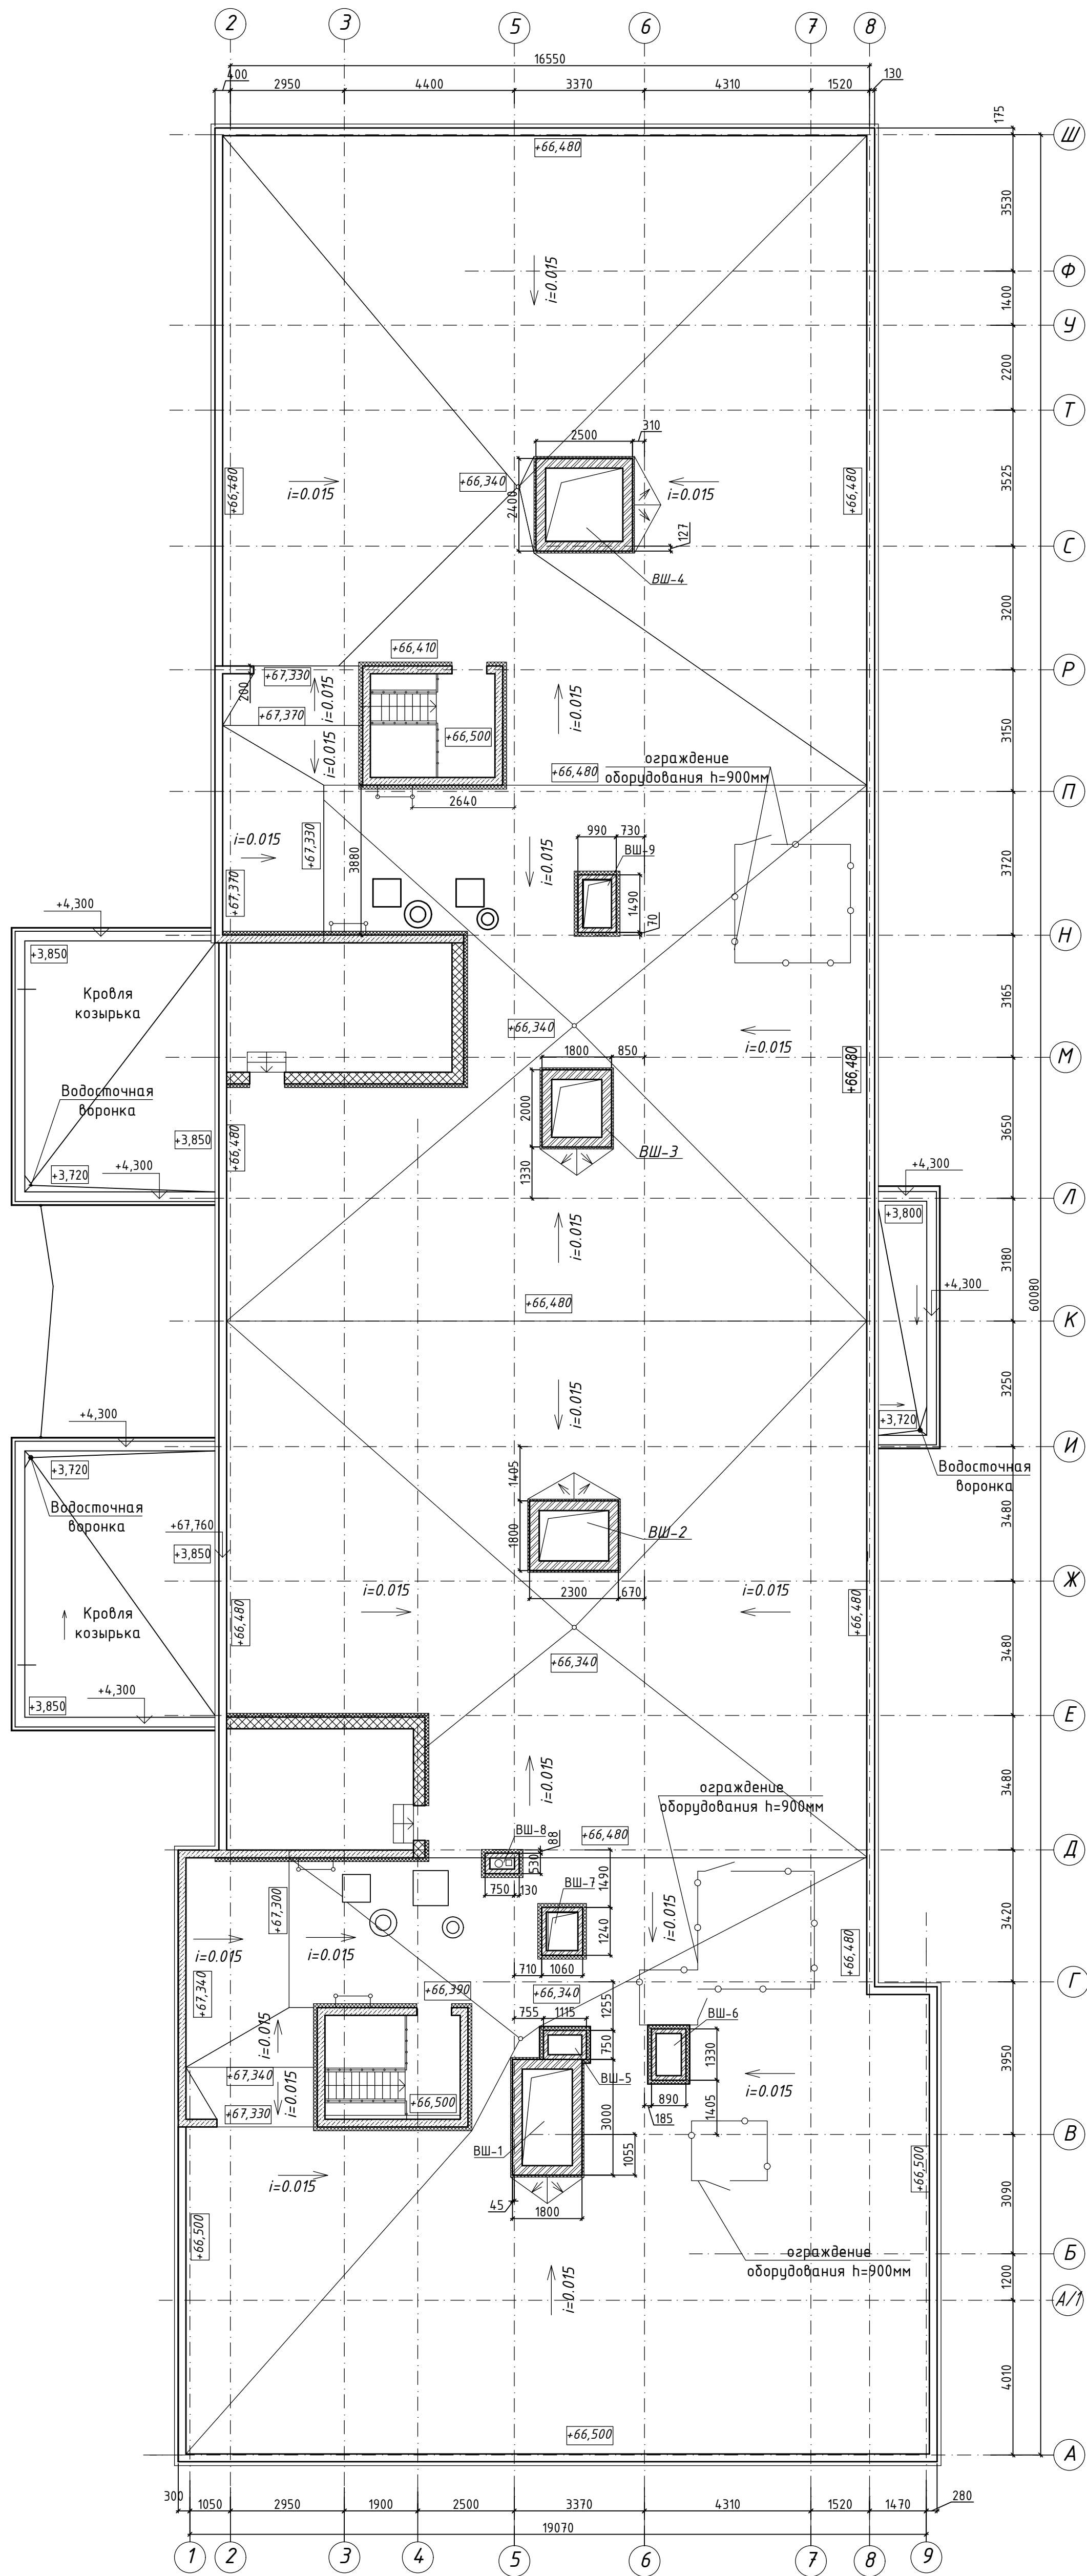 2
3
5
6
7
8
16550
400
2950
4400
3370
4310
1520
130
175
Ш
+66,480
3530
i=0.015
Ф
1400
У
2200
Т
310
2500
+66,480
+66,340
i=0.015
2400
i=0.015
+66,480
3525
127
С
ВШ-4
3200
+66,410
Р
+67,330
200
i=0.015
+67,370
+66,500
i=0.015
3150
i=0.015
ограждение
+66,480
оборудования h=900мм
П
2640
i=0.015
+67,330
3880
+67,370
i=0.015
990
730
ВШ-9
1490
70
3720
+4,300
Н
+3,850
Кровля
козырька
+66,340
i=0.015
3165
1800
850
М
Водосточная
воронка
+66,480
2000
+3,850
+66,480
ВШ-3
3650
+3,720
+4,300
1330
+4,300
Л
+3,800
i=0.015
3180
+4,300
60080
+66,480
К
i=0.015
3250
+4,300
+3,720
И
+3,720
1405
Водосточная
воронка
Водосточная
воронка
+67,760
+3,850
1800
ВШ-2
3480
i=0.015
2300
670
i=0.015
Ж
Кровля
козырька
+66,480
+66,480
+66,340
3480
+4,300
+3,850
Е
i=0.015
ограждение
оборудования h=900мм
3480
ВШ-8
88
+66,480
Д
530
750
130
ВШ-7
1490
+67,300
i=0.015
i=0.015
i=0.015
1240
+66,480
3420
710
1060
+67,340
+66,390
+66,340
Г
755
1115
1255
ВШ-6
i=0.015
750
1330
3950
+67,340
i=0.015
ВШ-5
i=0.015
+67,330
+66,500
890
185
1405
3000
В
ВШ-1
1055
i=0.015
+66,500
45
1800
3090
+66,500
ограждение
оборудования h=900мм
Б
i=0.015
1200
А/1
4010
+66,500
А
300
1050
2950
1900
2500
3370
4310
1520
1470
280
19070
1
2
3
4
5
6
7
8
9